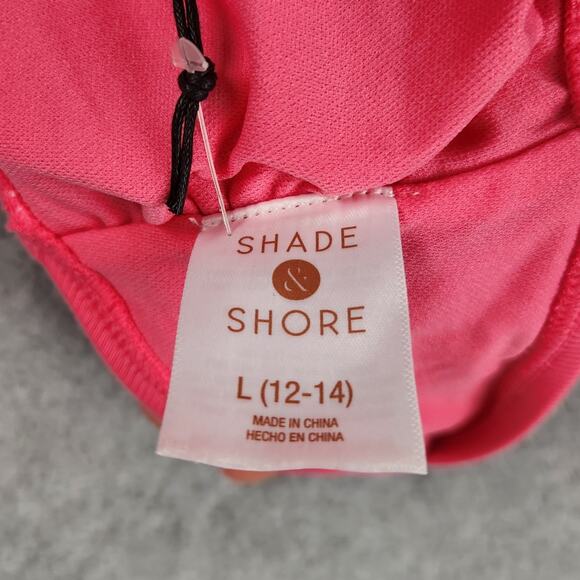 SHADE
&
SHORE
L (12-14)
MADE IN CHINA
HECHO EN CHINA